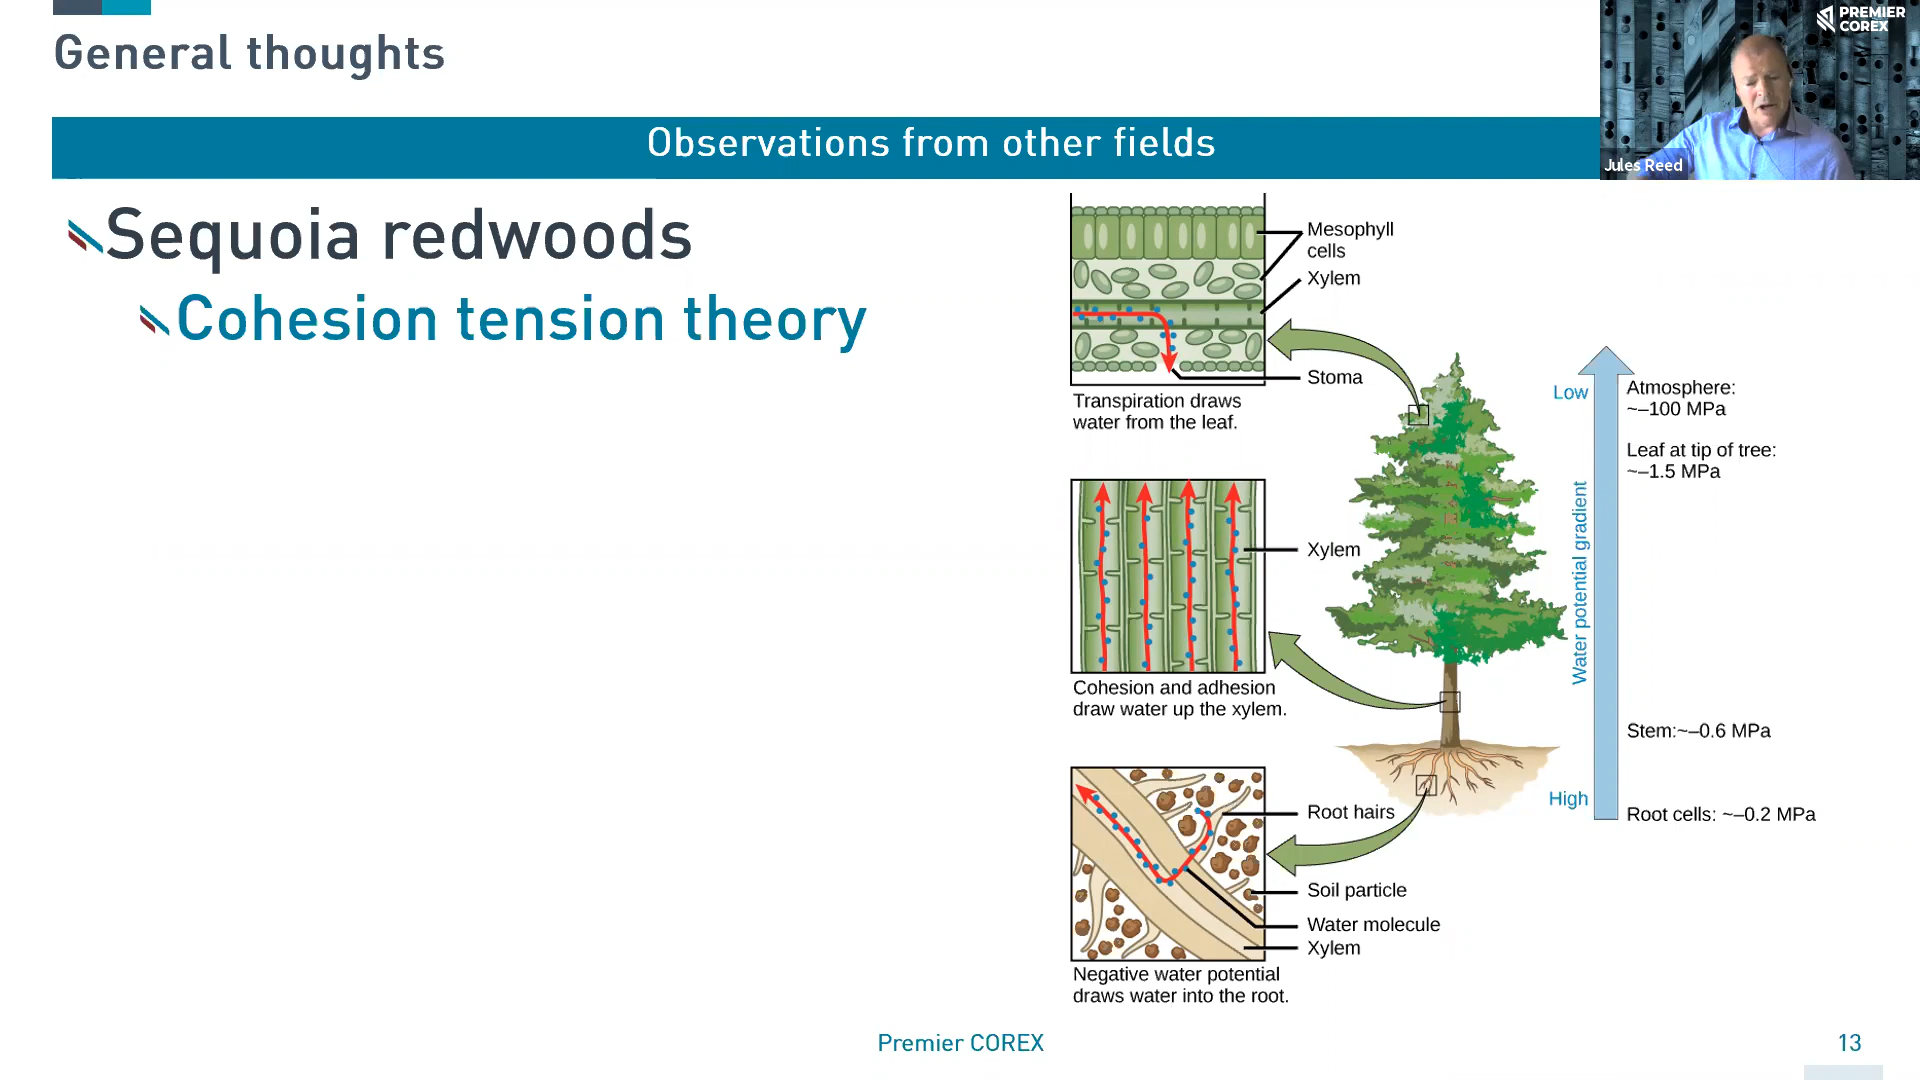 General thoughts
PREMIER
COREX
Observations from other fields
Jules Reed
Sequoia redwoods
Cohesion tension theory
Mesophyll
cells
Xylem
Stoma
Transpiration draws
water from the leaf.
Xylem
Cohesion and adhesion
draw water up the xylem.
Root hairs
Soil particle
Water molecule
Xylem
Negative water potential
draws water into the root.
Low
Water potential gradient
High
Atmosphere:
~–100 MPa
Leaf at tip of tree:
~–1.5 MPa
Stem:~–0.6 MPa
Root cells: ~–0.2 MPa
Premier COREX
13